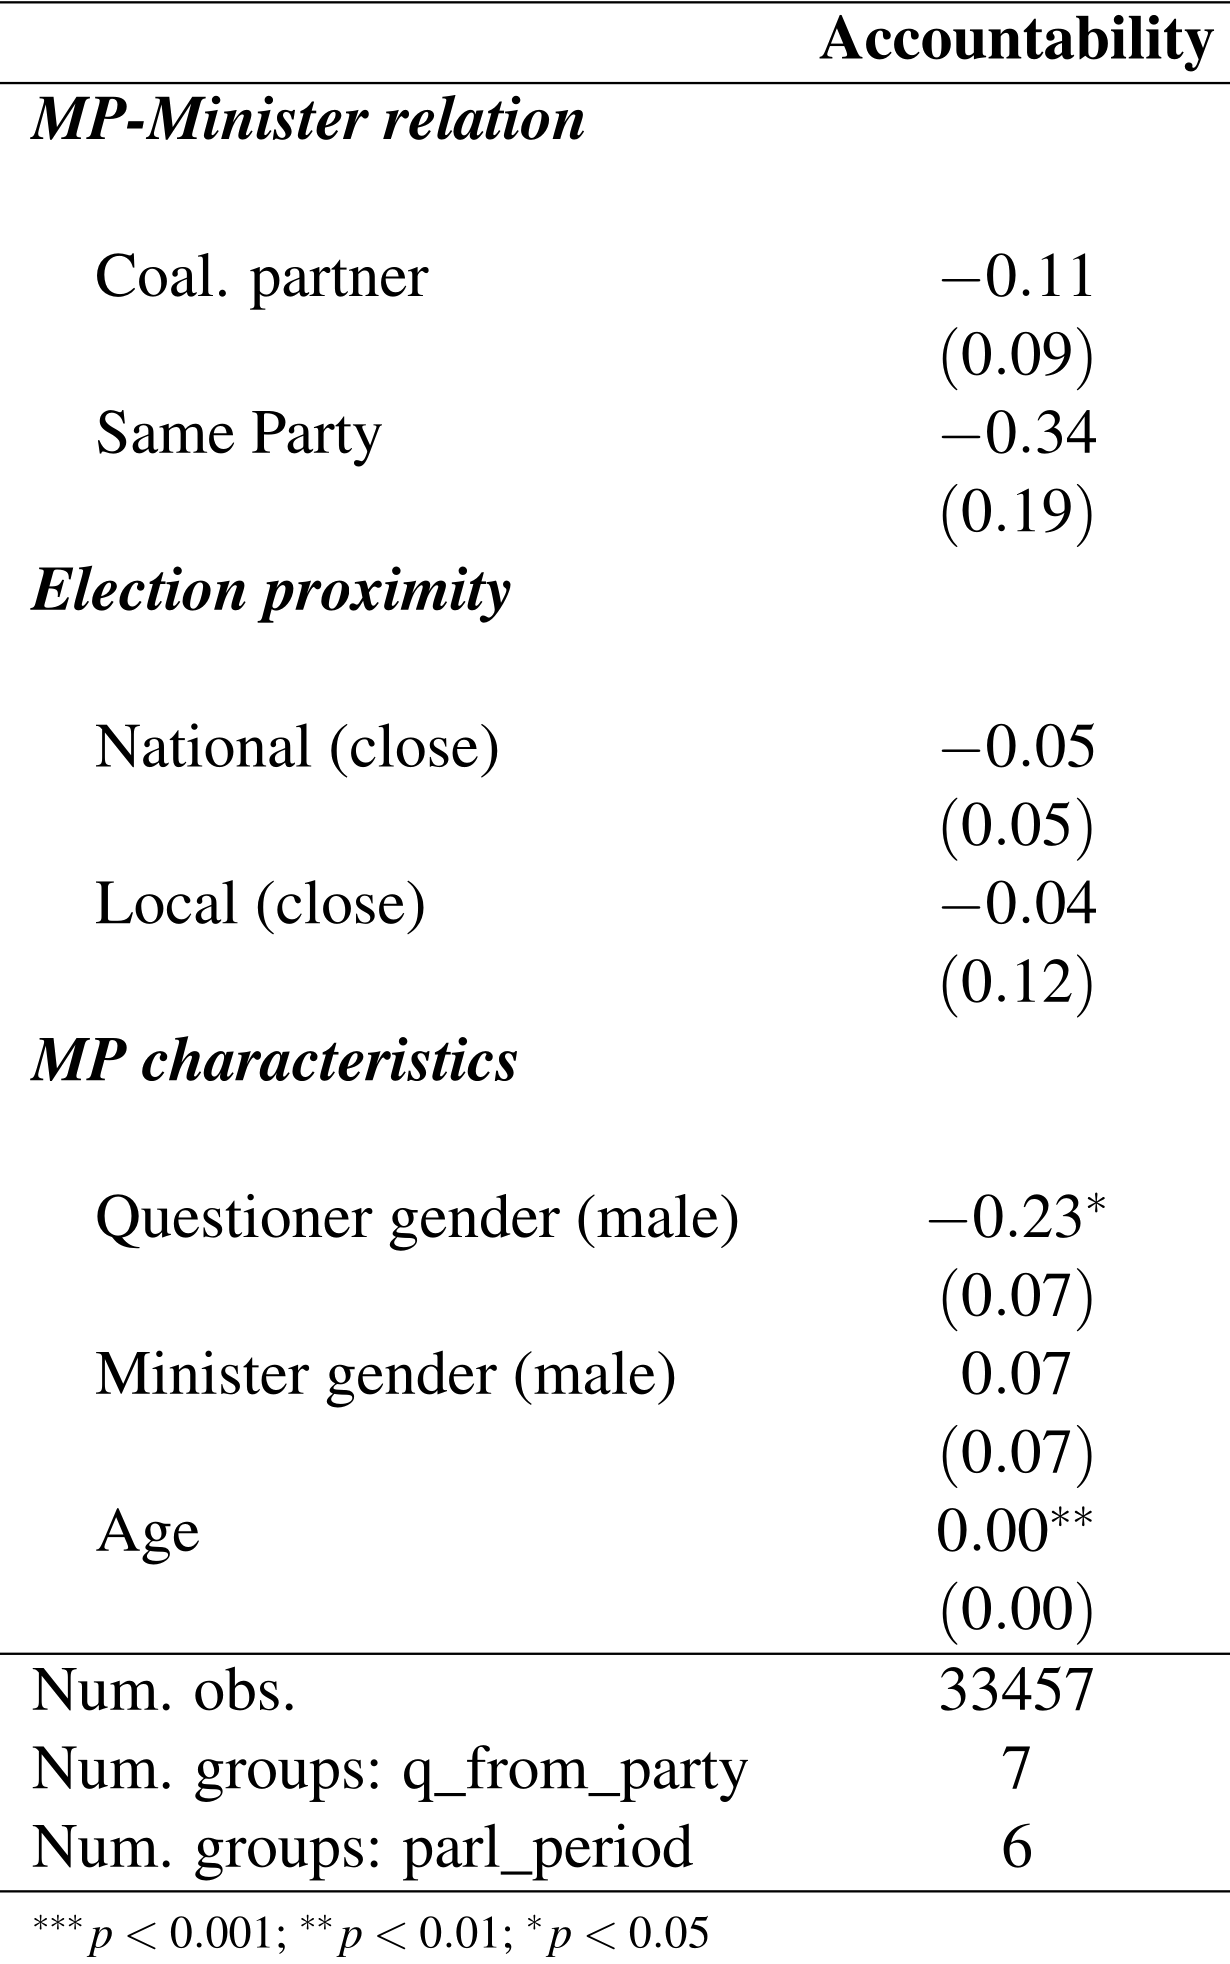 Accountability
MP-Minister relation
Coal. partner −0.11
(0.09)
Same Party −0.34
(0.19)
Election proximity
National (close) −0.05
(0.05)
Local (close) −0.04
(0.12)
MP characteristics
Questioner gender (male) −0.23*
(0.07)
Minister gender (male) 0.07
(0.07)
Age 0.00**
(0.00)
Num. obs. 33457
Num. groups: q_from_party 7
Num. groups: parl_period 6
***p < 0.001; **p < 0.01; *p < 0.05